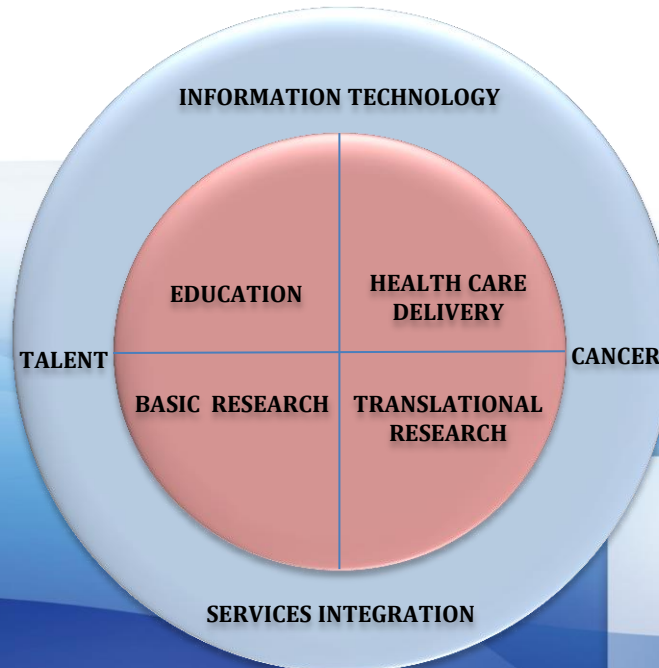 INFORMATION TECHNOLOGY
EDUCATION
HEALTH CARE
DELIVERY
TALENT
CANCER
BASIC RESEARCH
TRANSLATIONAL
RESEARCH
SERVICES INTEGRATION